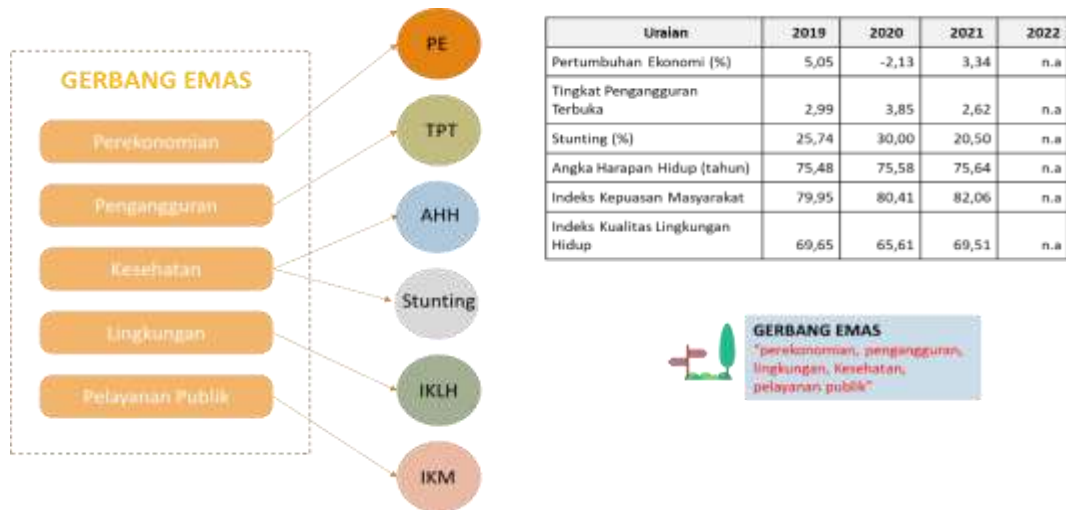 GERBANG EMAS
Perekonomian
Pengangguran
Kesehatan
Lingkungan
Pelayanan Publik
PE
TPT
AHH
Stunting
IKLH
IKM
Uraian 2019 2020 2021 2022
Pertumbuhan Ekonomi (%) 5,05 -2,13 3,34 n.a
Tingkat Pengangguran
Terbuka 2,99 3,85 2,62 n.a
Stunting (%) 25,74 30,00 20,50 n.a
Angka Harapan Hidup (tahun) 75,48 75,58 75,64 n.a
Indeks Kepuasan Masyarakat 79,95 80,41 82,06 n.a
Indeks Kualitas Lingkungan
Hidup 69,65 65,61 69,51 n.a
GERBANG EMAS
"perekonomian, pengangguran,
lingkungan, Kesehatan,
pelayanan publik"